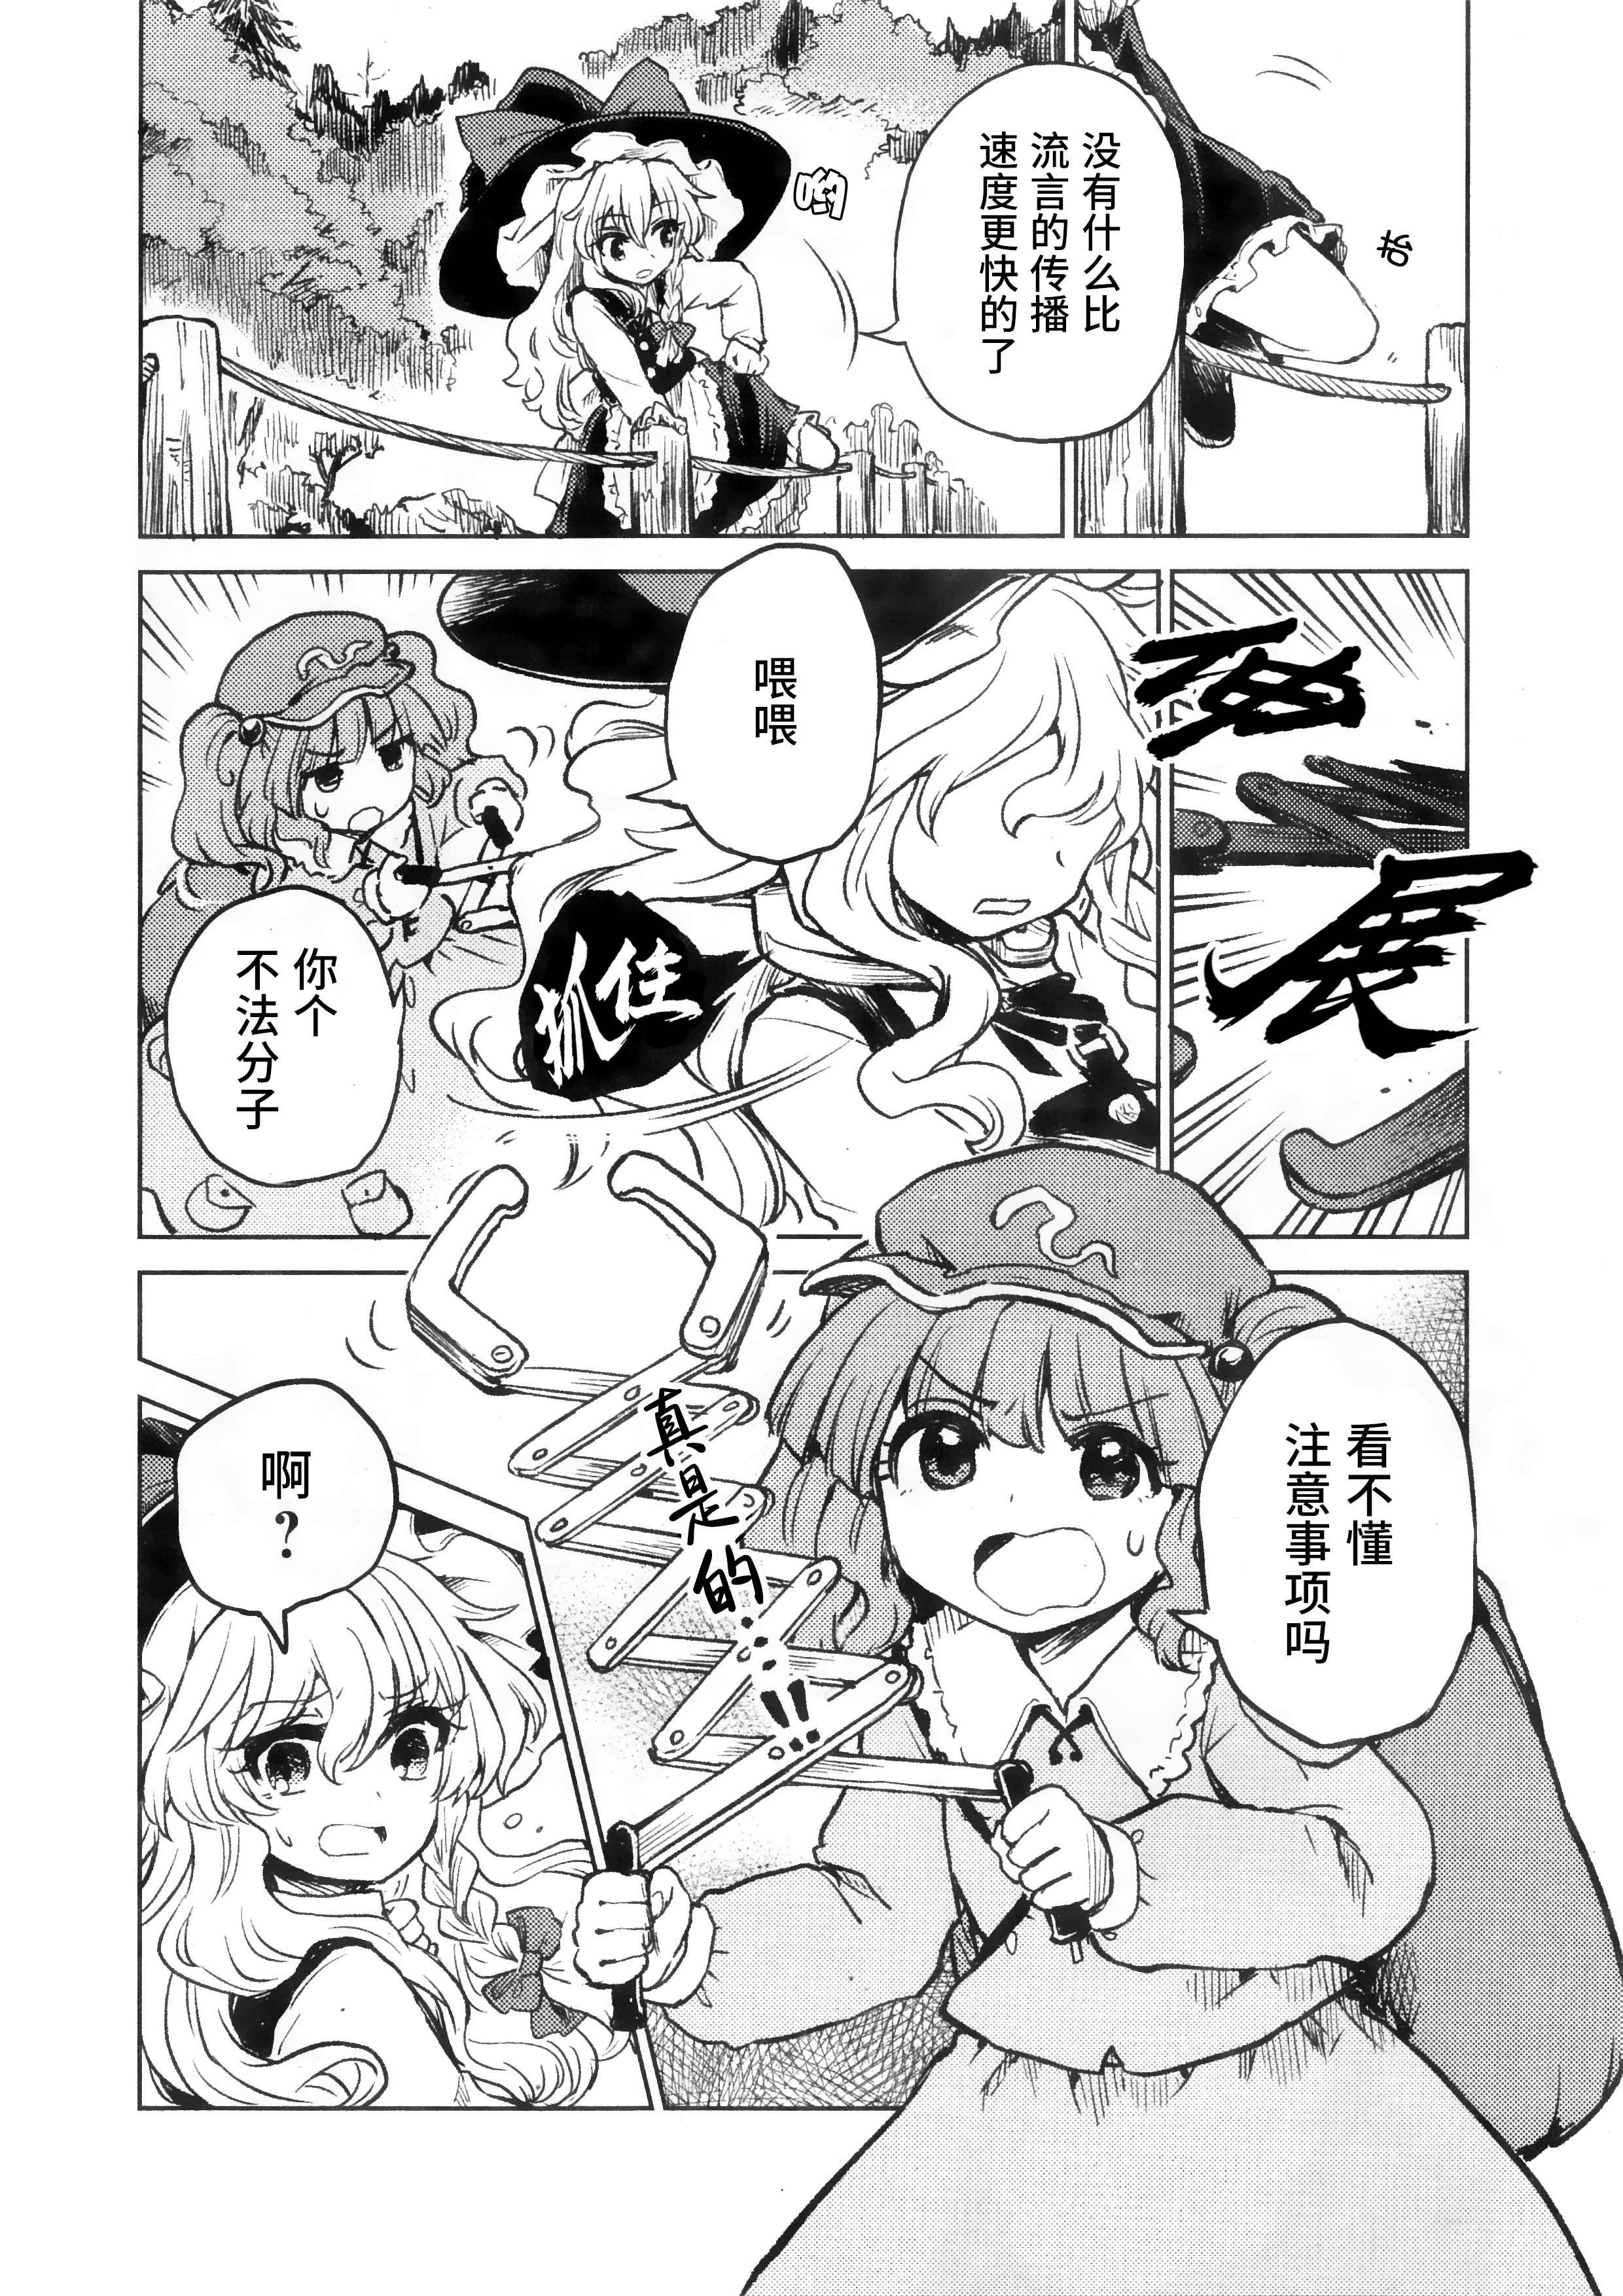 没有什么比
流言的传播
速度更快的了
哟
展
喂喂
抓住
你个
不法分子
看不懂
注意事项吗
真是的…!!
啊？